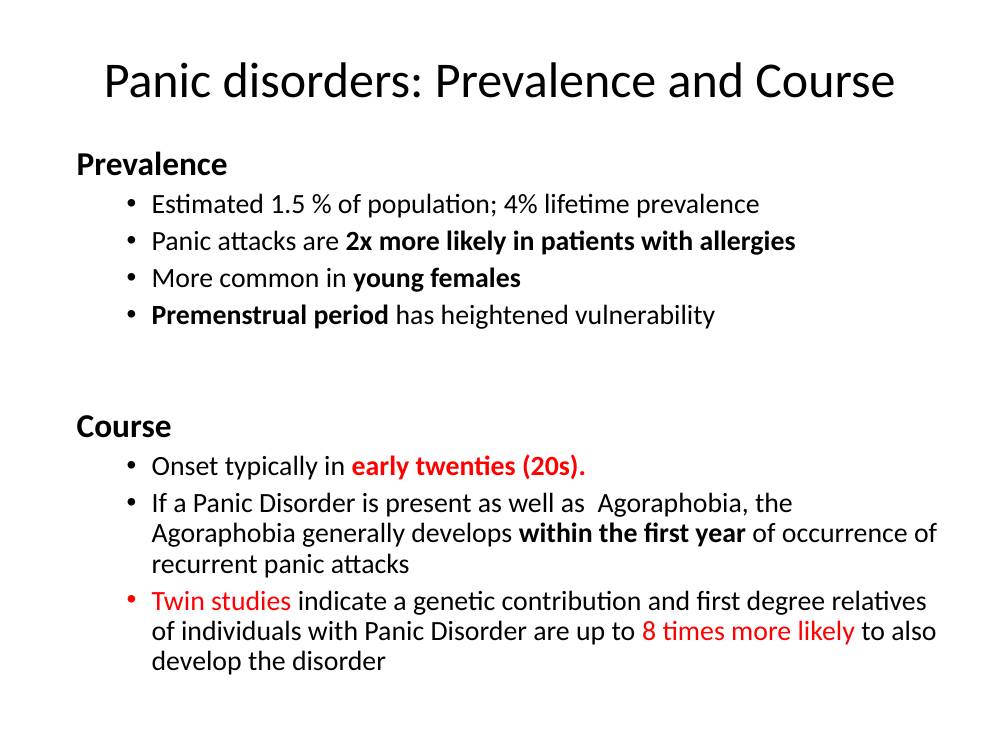 Panic disorders: Prevalence and Course
Prevalence
• Estimated 1.5 % of population; 4% lifetime prevalence
• Panic attacks are 2x more likely in patients with allergies
• More common in young females
• Premenstrual period has heightened vulnerability
Course
• Onset typically in early twenties (20s).
• If a Panic Disorder is present as well as  Agoraphobia, the
Agoraphobia generally develops within the first year of occurrence of
recurrent panic attacks
• Twin studies indicate a genetic contribution and first degree relatives
of individuals with Panic Disorder are up to 8 times more likely to also
develop the disorder